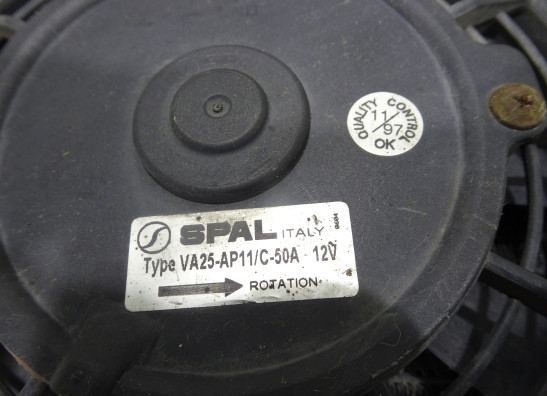 QUALITY CONTROL
11/97
OK
SPAL ITALY
Type VA25-AP11/C-50A 12V
ROTATION